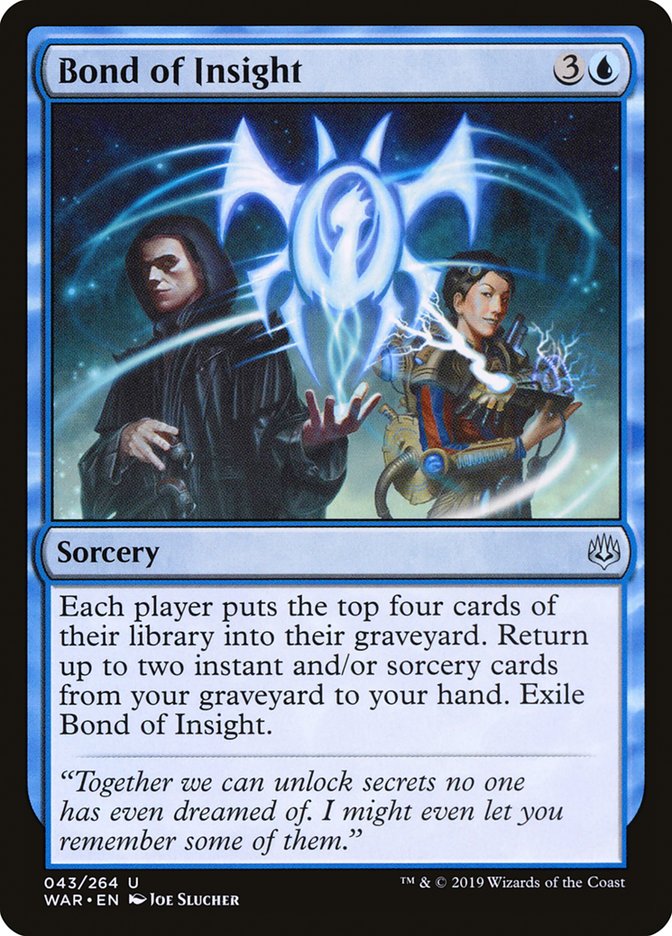 Bond of Insight 3
Sorcery
Each player puts the top four cards of
their library into their graveyard. Return
up to two instant and/or sorcery cards
from your graveyard to your hand. Exile
Bond of Insight.
“Together we can unlock secrets no one
has even dreamed of. I might even let you
remember some of them.”
043/264 U
™ & © 2019 Wizards of the Coast
WAR • EN Joe Slucher